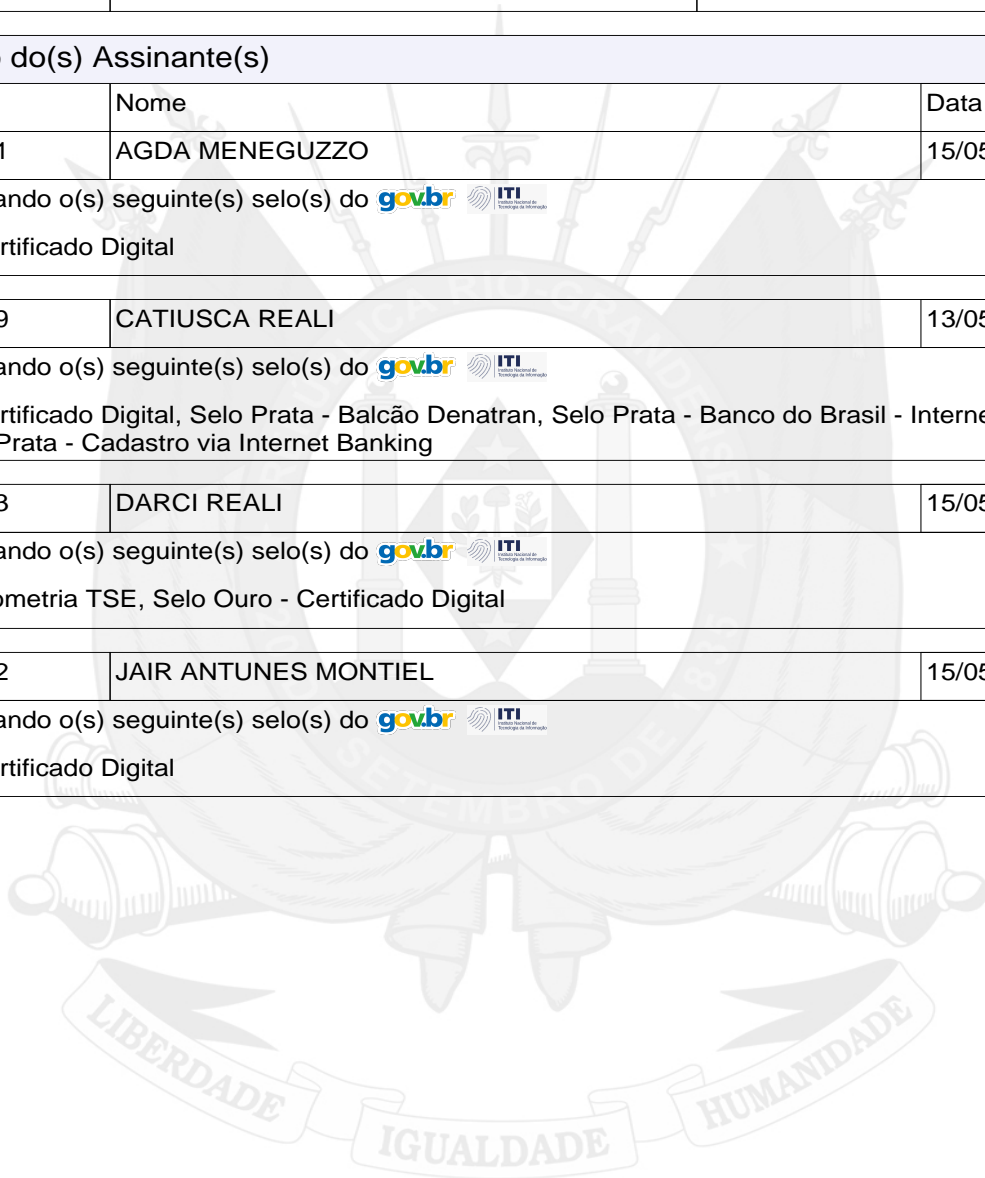 do(s) Assinante(s)
Nome Data
1 AGDA MENEGUZZO 15/05
ando o(s) seguinte(s) selo(s) do gov.br ITI
rtificado Digital
9 CATIUSCA REALI 13/05
ando o(s) seguinte(s) selo(s) do gov.br ITI
rtificado Digital, Selo Prata - Balcão Denatran, Selo Prata - Banco do Brasil - Interne
Prata - Cadastro via Internet Banking
3 DARCI REALI 15/05
ando o(s) seguinte(s) selo(s) do gov.br ITI
ometria TSE, Selo Ouro - Certificado Digital
2 JAIR ANTUNES MONTIEL 15/05
ando o(s) seguinte(s) selo(s) do gov.br ITI
rtificado Digital
SETEMBRO DE 1835
LIBERDADE IGUALDADE HUMANIDADE